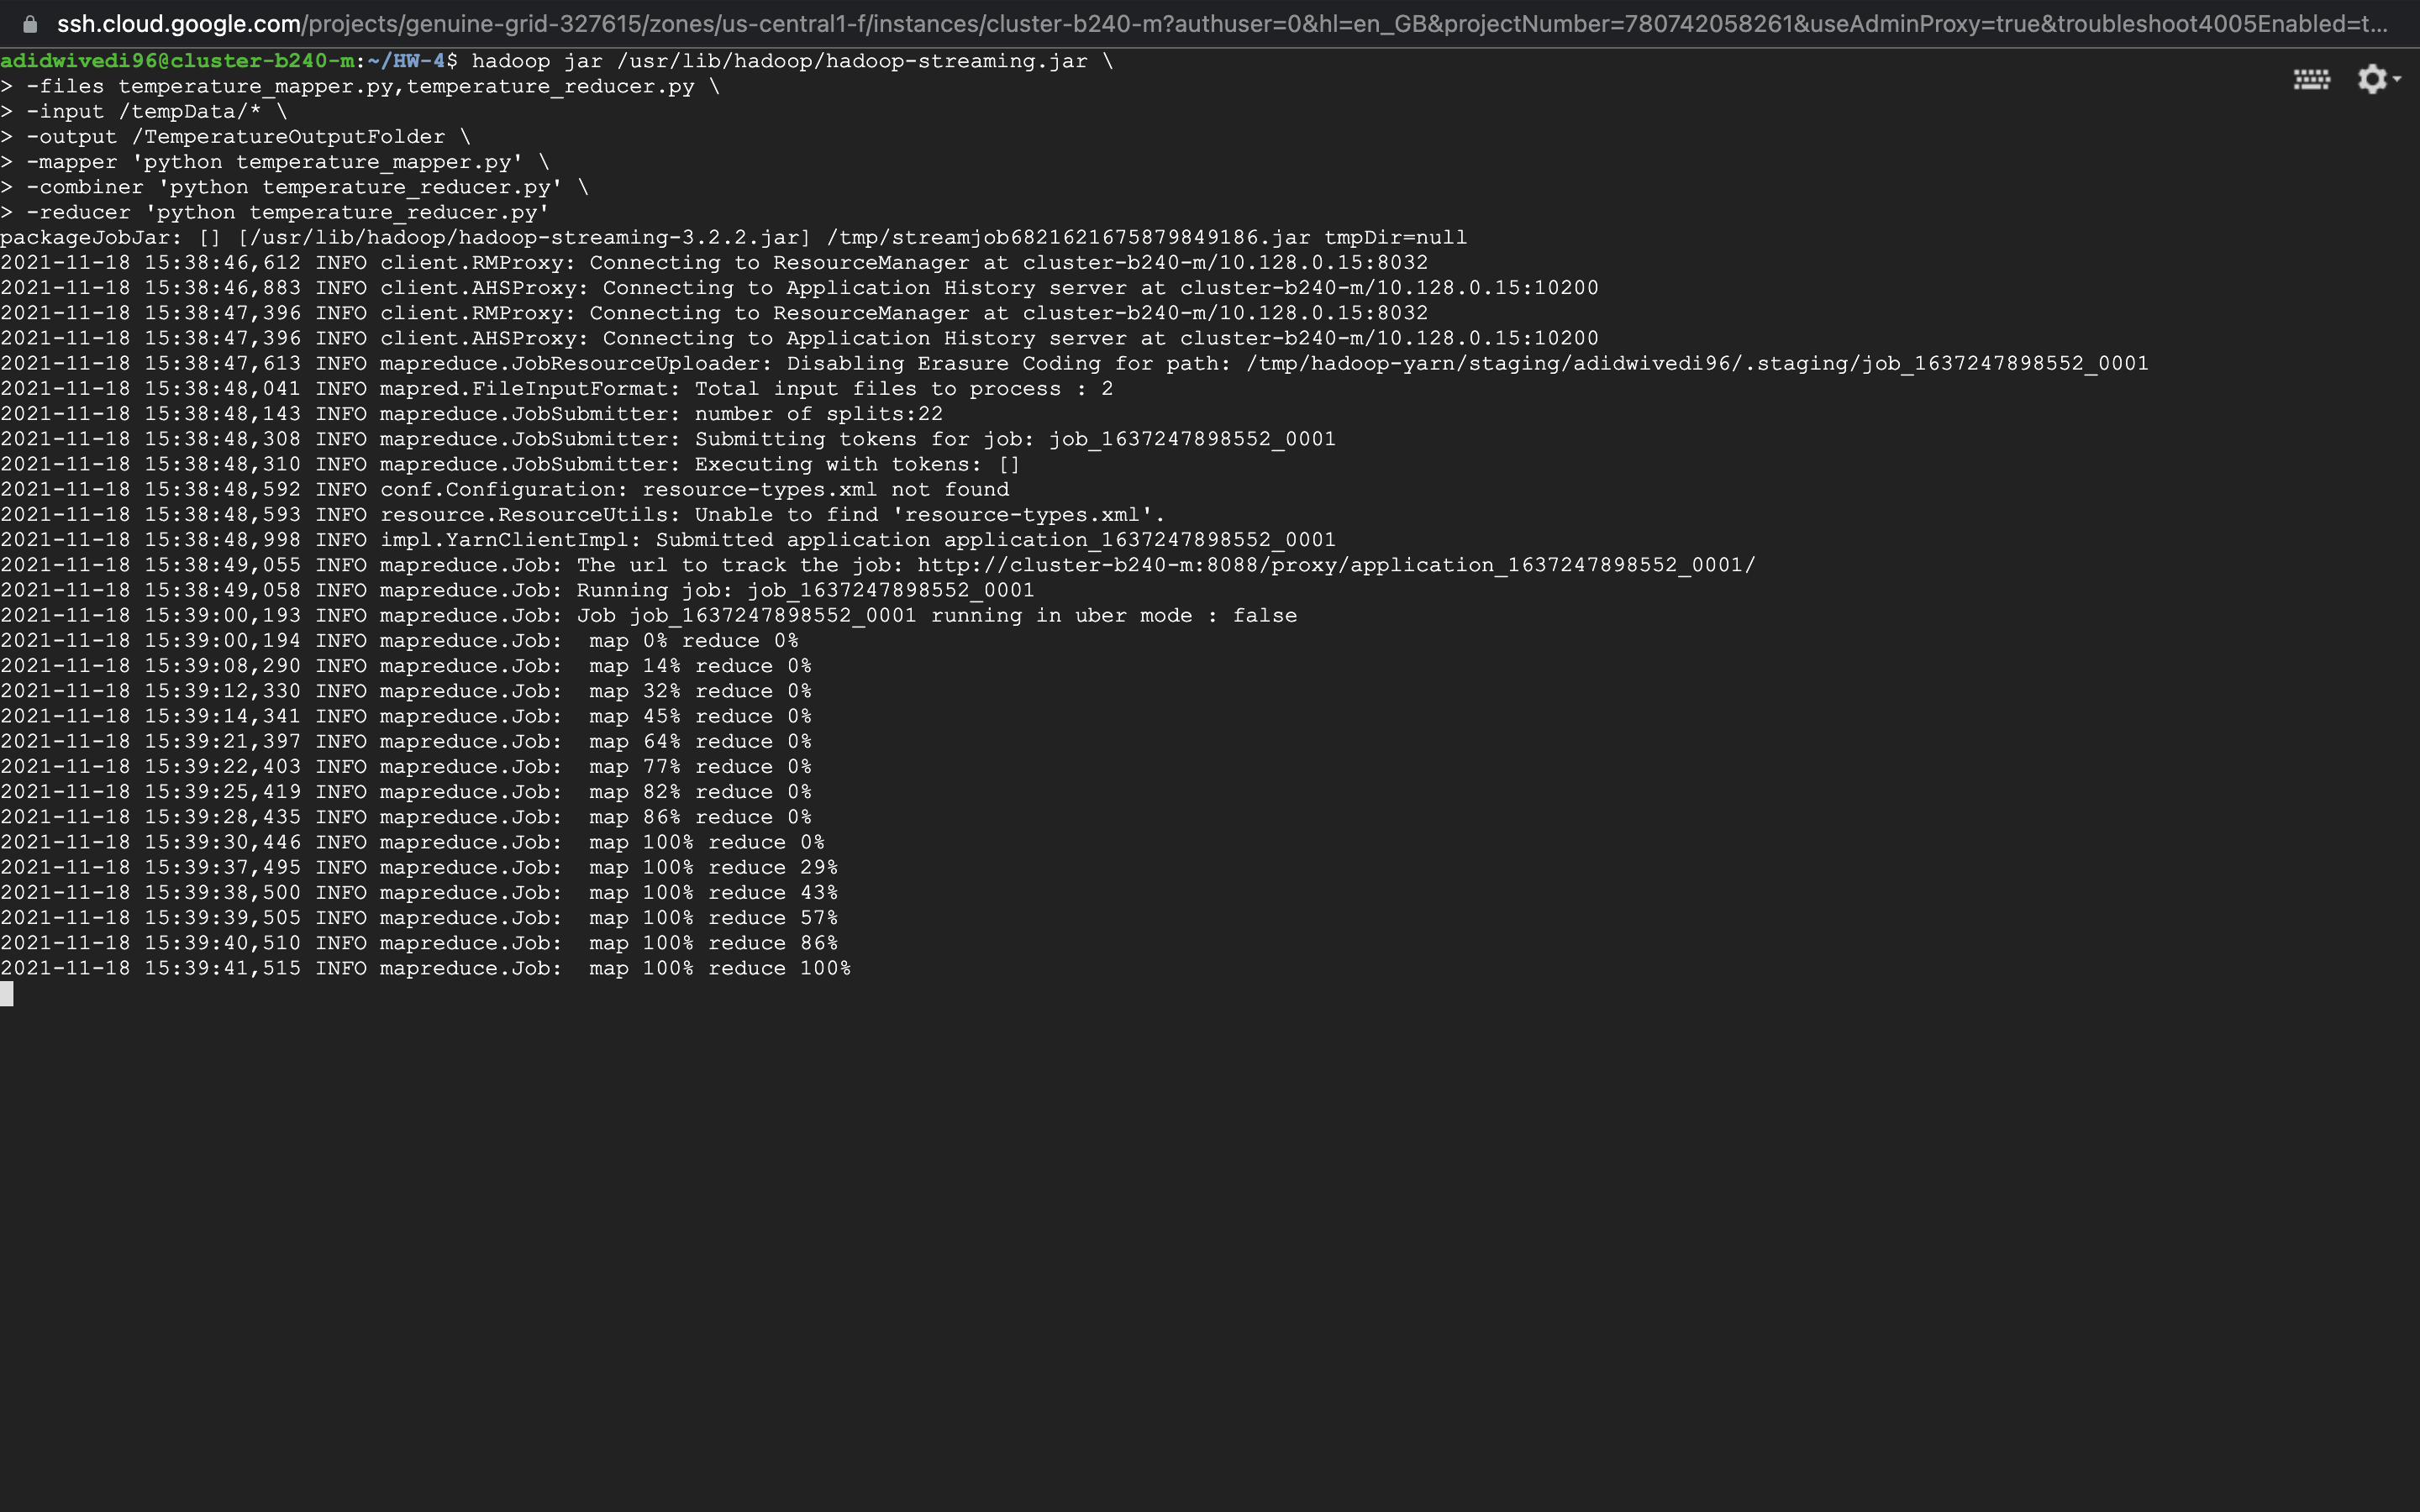 ssh.cloud.google.com/projects/genuine-grid-327615/zones/us-central1-f/instances/cluster-b240-m?authuser=0&hl=en_GB&projectNumber=780742058261&useAdminProxy=true&troubleshoot4005Enabled=t...
adidwivedi96@cluster-b240-m:~/HW-4$ hadoop jar /usr/lib/hadoop/hadoop-streaming.jar \
> -files temperature_mapper.py,temperature_reducer.py \
> -input /tempData/* \
> -output /TemperatureOutputFolder \
> -mapper 'python temperature_mapper.py' \
> -combiner 'python temperature_reducer.py' \
> -reducer 'python temperature_reducer.py'
packageJobJar: [] [/usr/lib/hadoop/hadoop-streaming-3.2.2.jar] /tmp/streamjob6821621675879849186.jar tmpDir=null
2021-11-18 15:38:46,612 INFO client.RMProxy: Connecting to ResourceManager at cluster-b240-m/10.128.0.15:8032
2021-11-18 15:38:46,883 INFO client.AHSProxy: Connecting to Application History server at cluster-b240-m/10.128.0.15:10200
2021-11-18 15:38:47,396 INFO client.RMProxy: Connecting to ResourceManager at cluster-b240-m/10.128.0.15:8032
2021-11-18 15:38:47,396 INFO client.AHSProxy: Connecting to Application History server at cluster-b240-m/10.128.0.15:10200
2021-11-18 15:38:47,613 INFO mapreduce.JobResourceUploader: Disabling Erasure Coding for path: /tmp/hadoop-yarn/staging/adidwivedi96/.staging/job_1637247898552_0001
2021-11-18 15:38:48,041 INFO mapred.FileInputFormat: Total input files to process : 2
2021-11-18 15:38:48,143 INFO mapreduce.JobSubmitter: number of splits:22
2021-11-18 15:38:48,308 INFO mapreduce.JobSubmitter: Submitting tokens for job: job_1637247898552_0001
2021-11-18 15:38:48,310 INFO mapreduce.JobSubmitter: Executing with tokens: []
2021-11-18 15:38:48,592 INFO conf.Configuration: resource-types.xml not found
2021-11-18 15:38:48,593 INFO resource.ResourceUtils: Unable to find 'resource-types.xml'.
2021-11-18 15:38:48,998 INFO impl.YarnClientImpl: Submitted application application_1637247898552_0001
2021-11-18 15:38:49,055 INFO mapreduce.Job: The url to track the job: http://cluster-b240-m:8088/proxy/application_1637247898552_0001/
2021-11-18 15:38:49,058 INFO mapreduce.Job: Running job: job_1637247898552_0001
2021-11-18 15:39:00,193 INFO mapreduce.Job: Job job_1637247898552_0001 running in uber mode : false
2021-11-18 15:39:00,194 INFO mapreduce.Job:  map 0% reduce 0%
2021-11-18 15:39:08,290 INFO mapreduce.Job:  map 14% reduce 0%
2021-11-18 15:39:12,330 INFO mapreduce.Job:  map 32% reduce 0%
2021-11-18 15:39:14,341 INFO mapreduce.Job:  map 45% reduce 0%
2021-11-18 15:39:21,397 INFO mapreduce.Job:  map 64% reduce 0%
2021-11-18 15:39:22,403 INFO mapreduce.Job:  map 77% reduce 0%
2021-11-18 15:39:25,419 INFO mapreduce.Job:  map 82% reduce 0%
2021-11-18 15:39:28,435 INFO mapreduce.Job:  map 86% reduce 0%
2021-11-18 15:39:30,446 INFO mapreduce.Job:  map 100% reduce 0%
2021-11-18 15:39:37,495 INFO mapreduce.Job:  map 100% reduce 29%
2021-11-18 15:39:38,500 INFO mapreduce.Job:  map 100% reduce 43%
2021-11-18 15:39:39,505 INFO mapreduce.Job:  map 100% reduce 57%
2021-11-18 15:39:40,510 INFO mapreduce.Job:  map 100% reduce 86%
2021-11-18 15:39:41,515 INFO mapreduce.Job:  map 100% reduce 100%